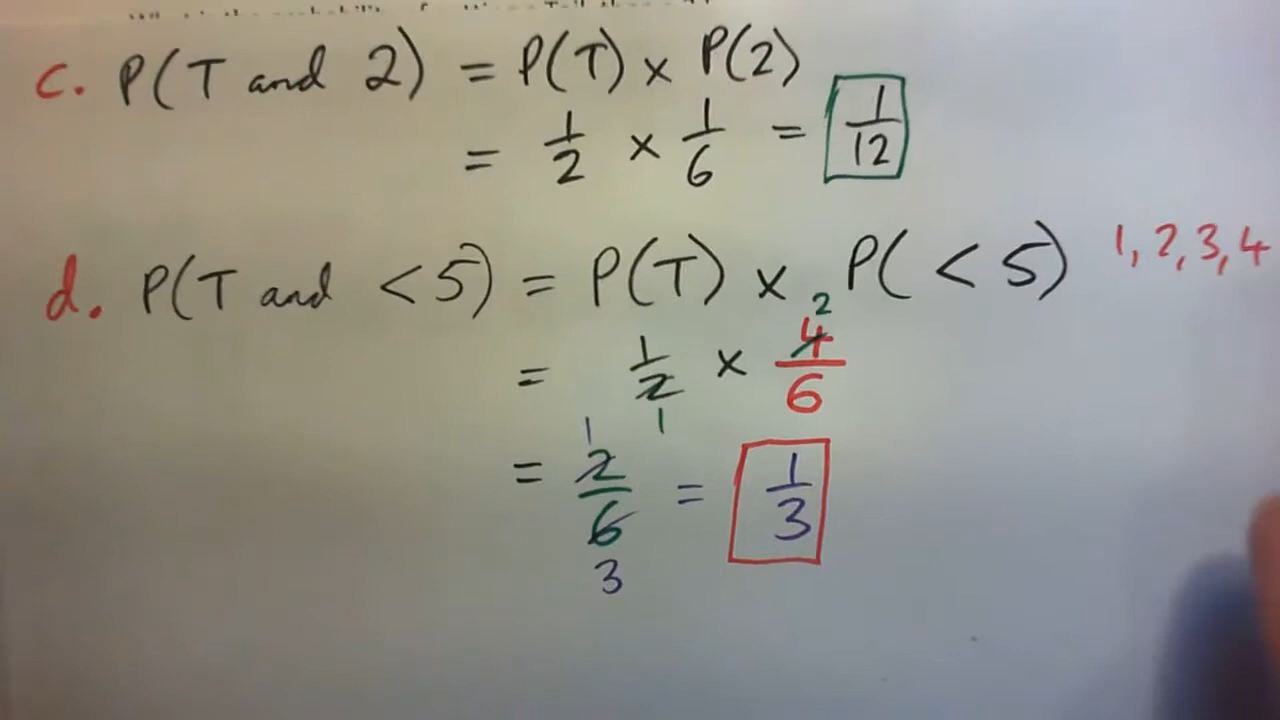 c. P(T and 2) = P(T) x P(2)
= 1/2 x 1/6 = 1/12
d. P(T and < 5) = P(T) x P( < 5) 1, 2, 3, 4
2
= 1/2 x 4/6
1 1
= 2/6 = 1/3
3